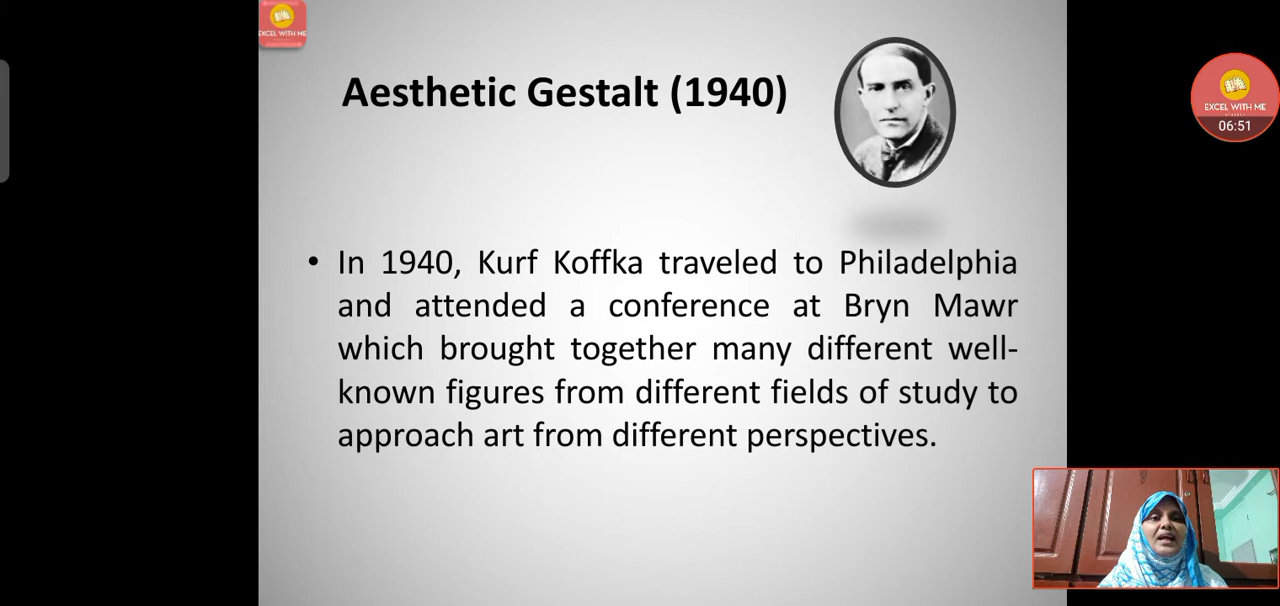 EXCEL WITH ME
Aesthetic Gestalt (1940)
EXCEL WITH ME
06:51
• In 1940, Kurf Koffka traveled to Philadelphia
and attended a conference at Bryn Mawr
which brought together many different well-
known figures from different fields of study to
approach art from different perspectives.